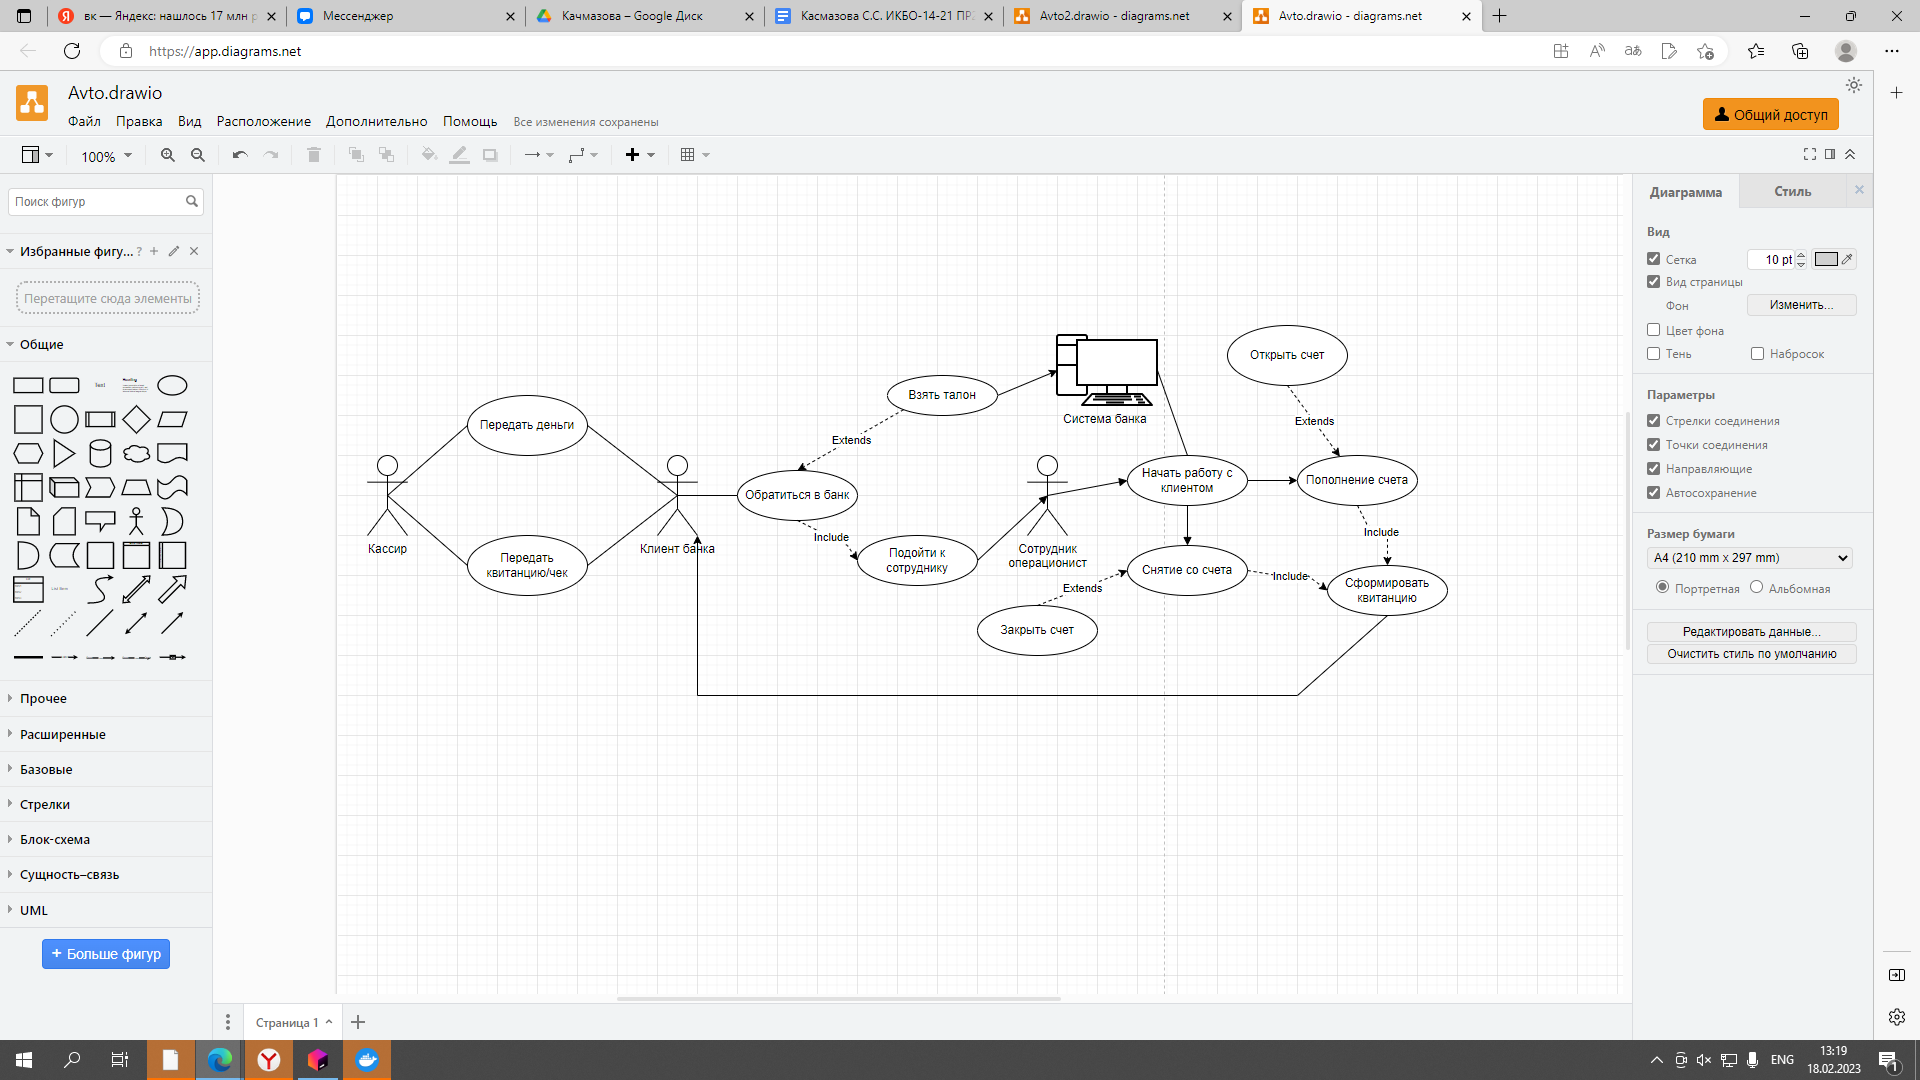 вк — Яндекс: нашлось 17 млн р
Мессенджер
Качмазова – Google Диск
Касмазова С.С. ИКБО-14-21 ПР
Avto2.drawio - diagrams.net
Avto.drawio - diagrams.net
https://app.diagrams.net
Avto.drawio
Файл Правка Вид Расположение Дополнительно Помощь Все изменения сохранены
Общий доступ
100%
Поиск фигур
Избранные фигу... ?
Перетащите сюда элементы
Общие
Text
Прочее
Расширенные
Базовые
Стрелки
Блок-схема
Сущность–связь
UML
+ Больше фигур
Передать деньги
Кассир
Передать
квитанцию/чек
Клиент банка
Взять талон
Extends
Обратиться в банк
Include
Подойти к
сотруднику
Система банка
Сотрудник
операционист
Начать работу с
клиентом
Снятие со счета
Extends
Закрыть счет
Открыть счет
Extends
Пополнение счета
Include
Include
Сформировать
квитанцию
Диаграмма
Стиль
Вид
Сетка
10 pt
Вид страницы
Фон
Изменить...
Цвет фона
Тень
Набросок
Параметры
Стрелки соединения
Точки соединения
Направляющие
Автосохранение
Размер бумаги
A4 (210 mm x 297 mm)
Портретная
Альбомная
Редактировать данные...
Очистить стиль по умолчанию
Страница 1
ENG
13:19
18.02.2023
1